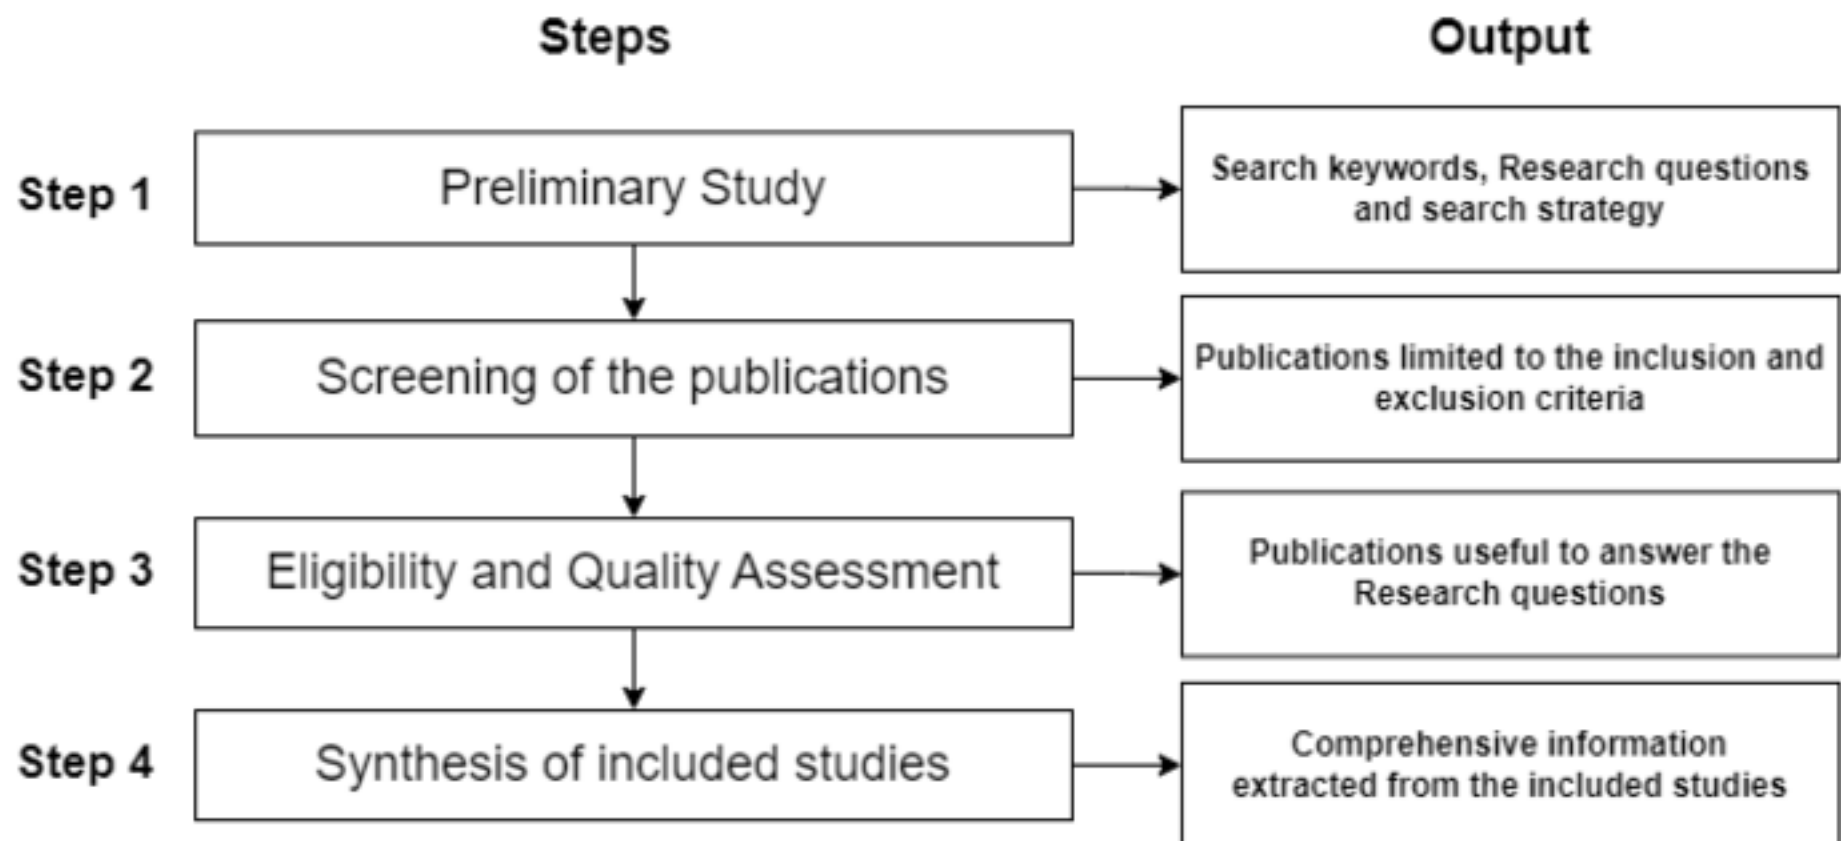 Steps
Output
Step 1
Preliminary Study
Search keywords, Research questions
and search strategy
Step 2
Screening of the publications
Publications limited to the inclusion and
exclusion criteria
Step 3
Eligibility and Quality Assessment
Publications useful to answer the
Research questions
Step 4
Synthesis of included studies
Comprehensive information
extracted from the included studies